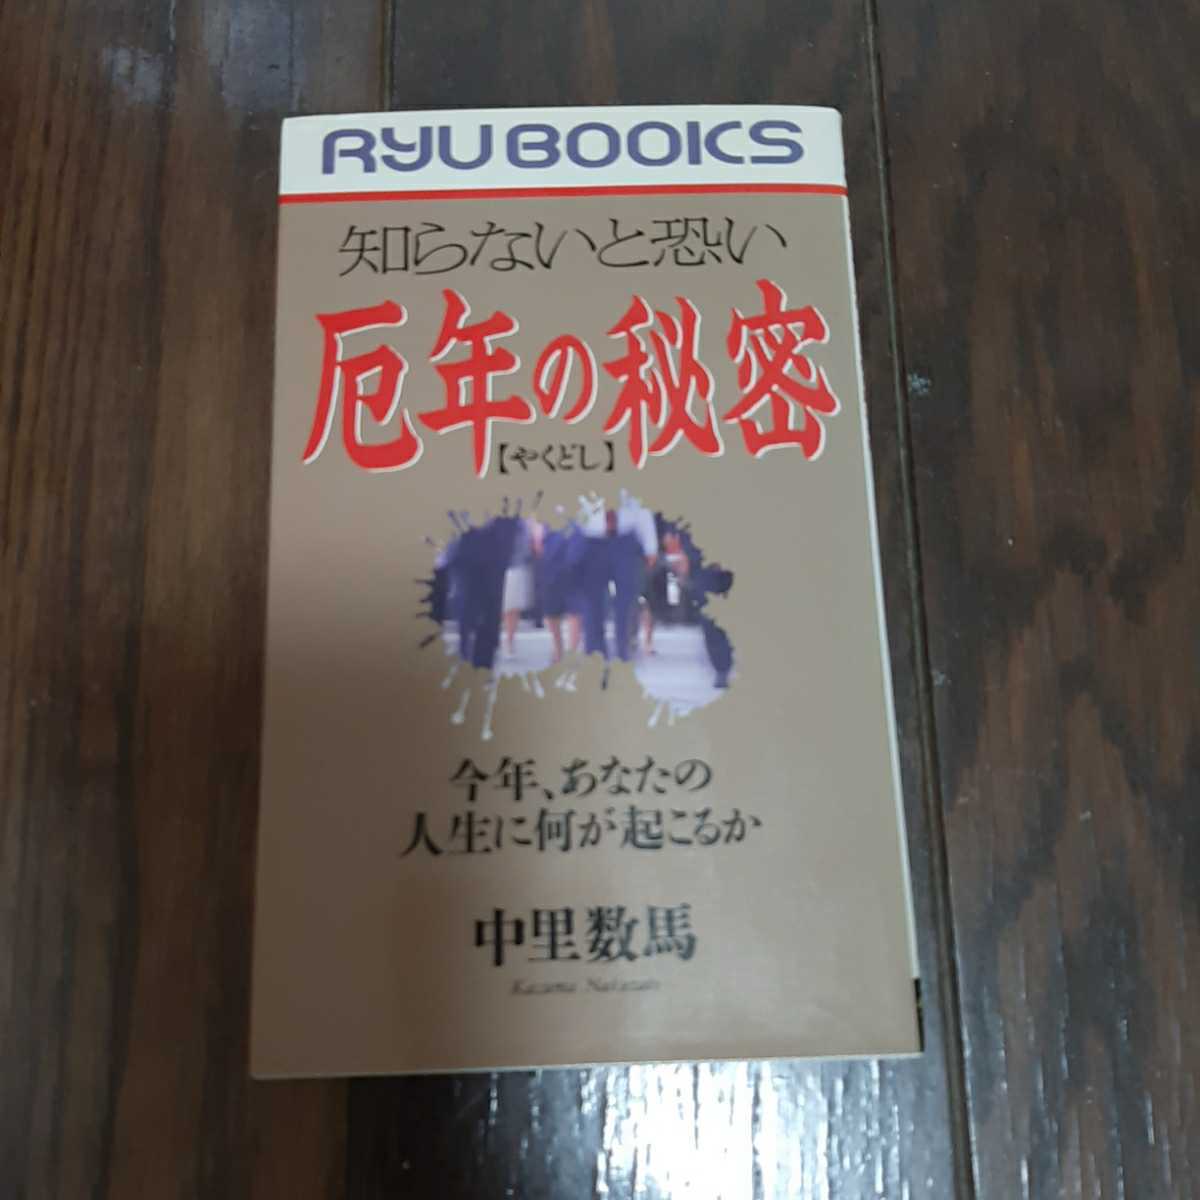 RYU BOOKS
知らないと恐い
厄年の秘密
【やくどし】
今年、あなたの
人生に何が起こるか
中里数馬
Kazuma Nakazato